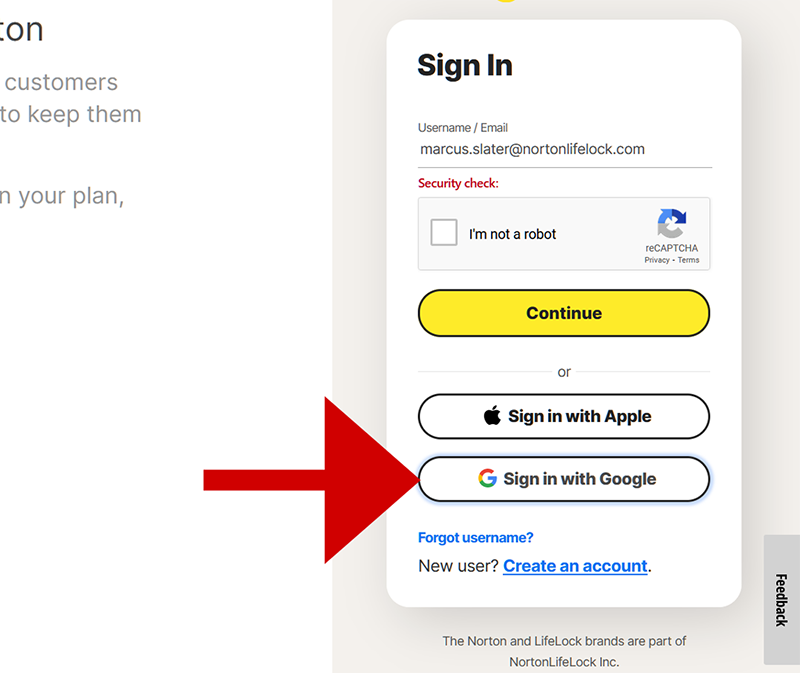 customers
to keep them
n your plan,
Sign In
Username / Email
marcus.slater@nortonlifelock.com
Security check:
I'm not a robot
reCAPTCHA
Privacy - Terms
Continue
or
Sign in with Apple
Sign in with Google
Forgot username?
New user? Create an account.
Feedback
The Norton and LifeLock brands are part of
NortonLifeLock Inc.